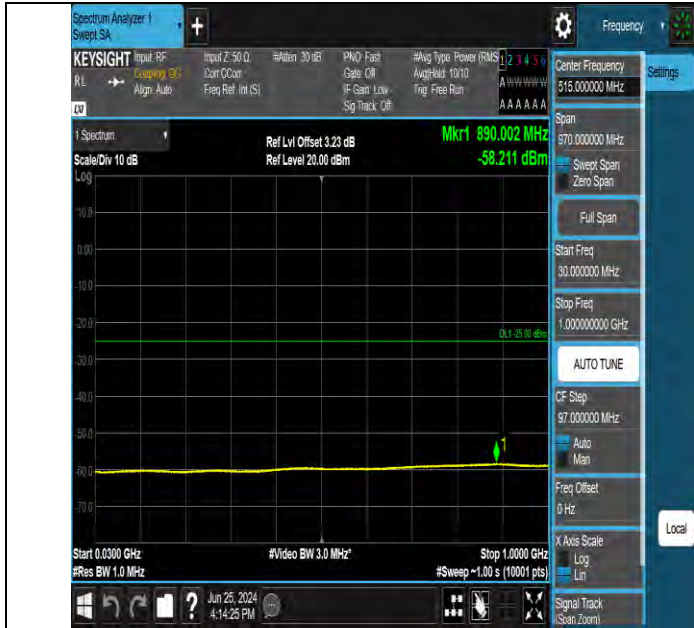 Spectrum Analyzer 1
Swept SA
+
Frequency
KEYSIGHT
RL
LXI
Input: RF
Coupling: DC
Align: Auto
Input Z: 50 Ω
Corr CCorr
Freq Ref: Int (S)
#Atten: 30 dB
PNO: Fast
Gate: Off
IF Gain: Low
Sig Track: Off
#Avg Type: Power (RMS
Avg|Hold: 10/10
Trig: Free Run
1 2 3 4 5 6
A W W W W W
A A A A A A
1 Spectrum
Scale/Div 10 dB
Log
Ref Lvl Offset 3.23 dB
Ref Level 20.00 dBm
Mkr1 890.002 MHz
-58.211 dBm
10.0
0.00
-10.0
-20.0
-30.0
-40.0
-50.0
-60.0
-70.0
DL1 -25.00 dBm
1
Start 0.0300 GHz
#Res BW 1.0 MHz
#Video BW 3.0 MHz*
Stop 1.0000 GHz
#Sweep ~1.00 s (10001 pts)
?
Jun 25, 2024
4:14:25 PM
Center Frequency
515.000000 MHz
Settings
Span
970.000000 MHz
Swept Span
Zero Span
Full Span
Start Freq
30.000000 MHz
Stop Freq
1.000000000 GHz
AUTO TUNE
CF Step
97.000000 MHz
Auto
Man
Freq Offset
0 Hz
Local
X Axis Scale
Log
Lin
Signal Track
(Span Zoom)